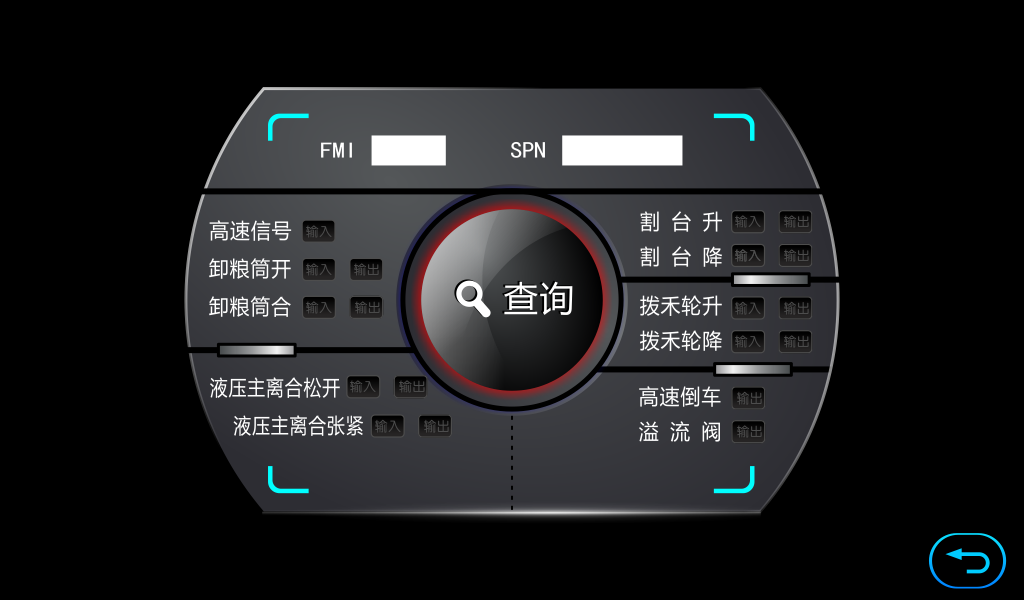 FMI SPN
高速信号 输入
卸粮筒开 输入 输出
卸粮筒合 输入 输出
液压主离合松开 输入 输出
液压主离合张紧 输入 输出
查询
割台升 输入 输出
割台降 输入 输出
拨禾轮升 输入 输出
拨禾轮降 输入 输出
高速倒车 输出
溢流阀 输出